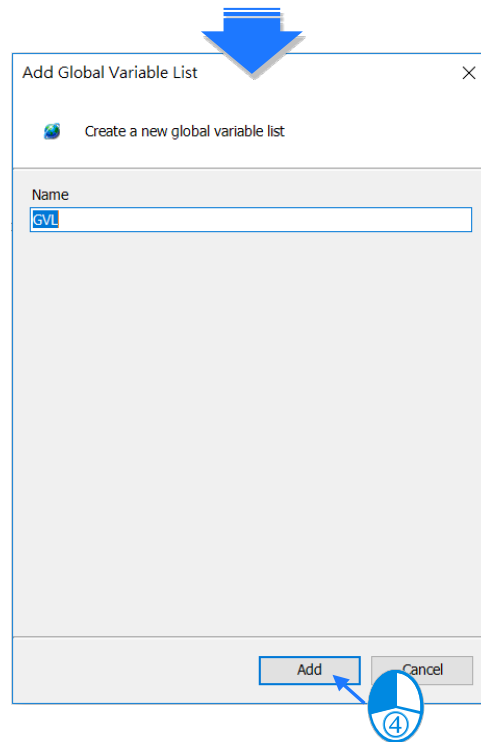 Add Global Variable List
Create a new global variable list
Name
GVL
Add
Cancel
④